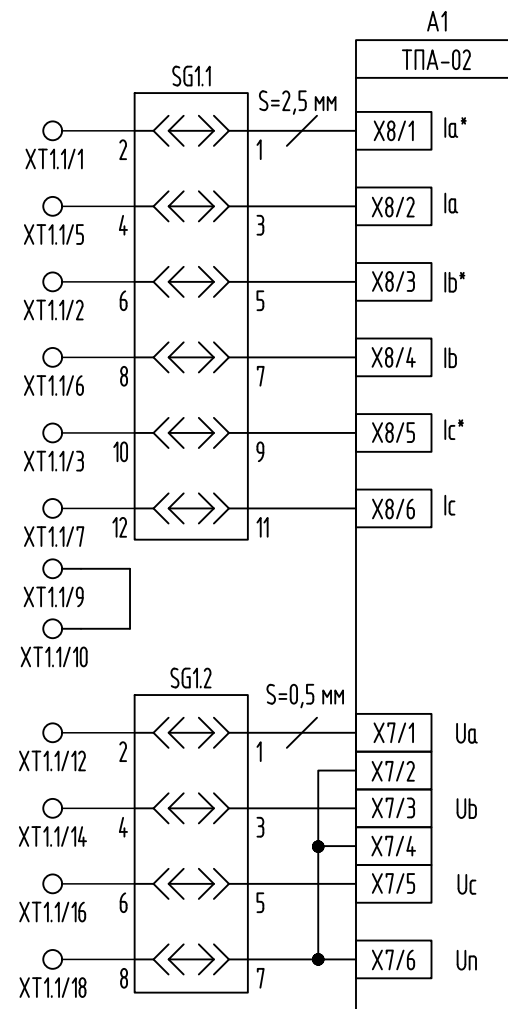 A1
ТПА-02
SG1.1
S=2,5 мм
XT1.1/1
2
1
X8/1
Ia*
XT1.1/5
4
3
X8/2
Ia
XT1.1/2
6
5
X8/3
Ib*
XT1.1/6
8
7
X8/4
Ib
XT1.1/3
10
9
X8/5
Ic*
XT1.1/7
12
11
X8/6
Ic
XT1.1/9
XT1.1/10
SG1.2
S=0,5 мм
XT1.1/12
2
1
X7/1
Ua
X7/2
XT1.1/14
4
3
X7/3
Ub
X7/4
XT1.1/16
6
5
X7/5
Uc
XT1.1/18
8
7
X7/6
Un